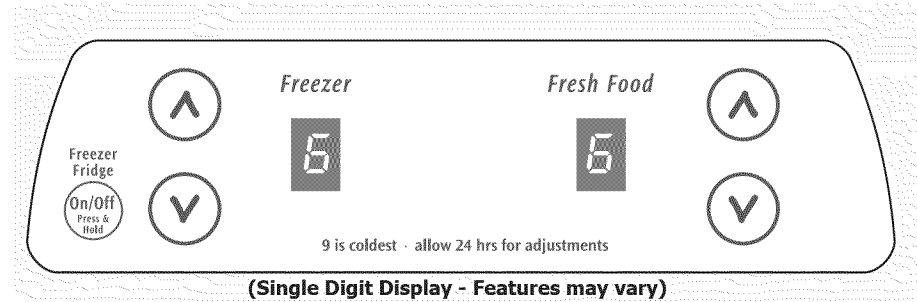 Freezer
Fresh Food
6
6
Freezer
Fridge
On/Off
Press &
Hold
9 is coldest · allow 24 hrs for adjustments
(Single Digit Display - Features may vary)